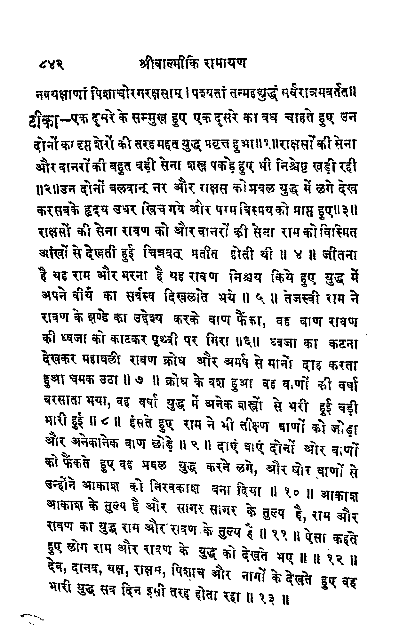 ८४२ श्रीवाल्मीकि रामायण
नवयक्षाणां पिशाचोरगरक्षसाम्। पश्यतां तन्महद्युद्धं सर्वरात्रमवर्तत॥
टीका—एक दूसरे के सम्मुख हुए एक दूसरे का वध चाहते हुए उन
दोनों का दृप्त शेरों की तरह महत युद्ध प्रवृत्त हुआ॥१॥राक्षसों की सेना
और वानरों की बहुत बड़ी सेना शस्त्र पकड़े हुए भी निश्चेष्ट खड़ी रही
॥२॥उन दोनों बलवान् नर और राक्षस को प्रबल युद्ध में लगे देख
कर सबके हृदय उधर खिच गये और परम विस्मय को प्राप्त हुए॥३॥
राक्षसों की सेना रावण को और वानरों की सेना राम को विस्मित
आंखों से देखती हुई चित्रवत् प्रतीत होती थी ॥ ४ ॥ जीतना
है यह राम और मरना है यह रावण निश्चय किये हुए युद्ध में
अपने वीर्य का सर्वस्व दिखलाते भये ॥ ५ ॥ तेजस्वी राम ने
रावण के झण्डे का उद्देश्य करके बाण फेंका, वह बाण रावण
की ध्वजा को काटकर पृथ्वी पर गिरा ॥६॥ ध्वजा का कटना
देखकर महाबली रावण क्रोध और अमर्ष से मानों दाह करता
हुआ चमक उठा ॥ ७ ॥ क्रोध के वश हुआ वह बाणों की वर्षा
बरसाता भया, वह वर्षा युद्ध में अनेक शस्त्रों से भरी हुई बड़ी
भारी हुई ॥ ८ ॥ हंसते हुए राम ने भी तीक्ष्ण बाणों को जोड़ा
और अनेकानेक बाण छोड़े ॥ ९ ॥ दाएं बाएं दोनों ओर बाणों
को फैंकते हुए वह प्रबल युद्ध करने लगे, और घोर बाणों से
उन्होंने आकाश को निरवकाश बना दिया ॥ १० ॥ आकाश
आकाश के तुल्य है और सागर सागर के तुल्य है, राम और
रावण का युद्ध राम और रावण के तुल्य है ॥ ११ ॥ ऐसा कहते
हुए लोग राम और रावण के युद्ध को देखते भए ॥ १२ ॥
देव, दानव, यक्ष, राक्षस, पिशाच और नागों के देखते हुए वह
भारी युद्ध सब दिन इसी तरह होता रहा ॥ १३ ॥